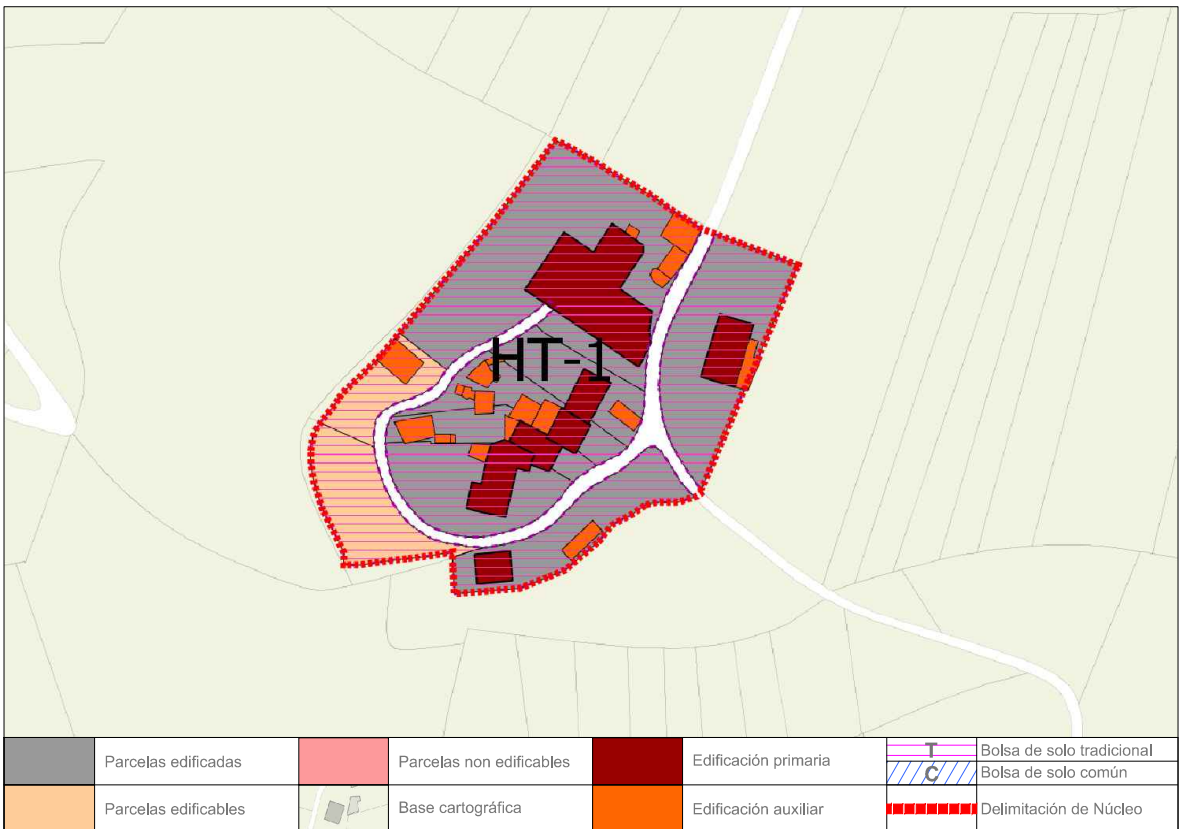 HT-1
Parcelas edificadas
Parcelas non edificables
Edificación primaria
T
Bolsa de solo tradicional
C
Bolsa de solo común
Parcelas edificables
Base cartográfica
Edificación auxiliar
Delimitación de Núcleo